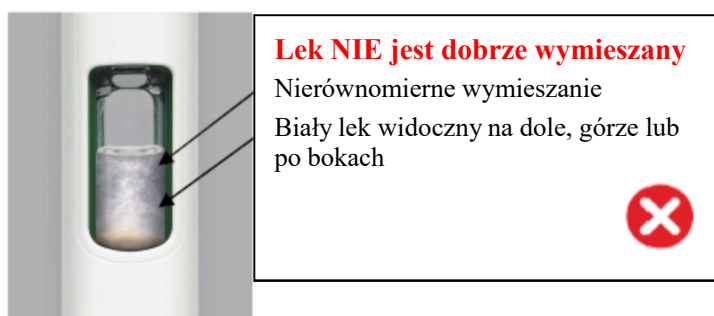 Lek NIE jest dobrze wymieszany
Nierównomierne wymieszanie
Biały lek widoczny na dole, górze lub
po bokach